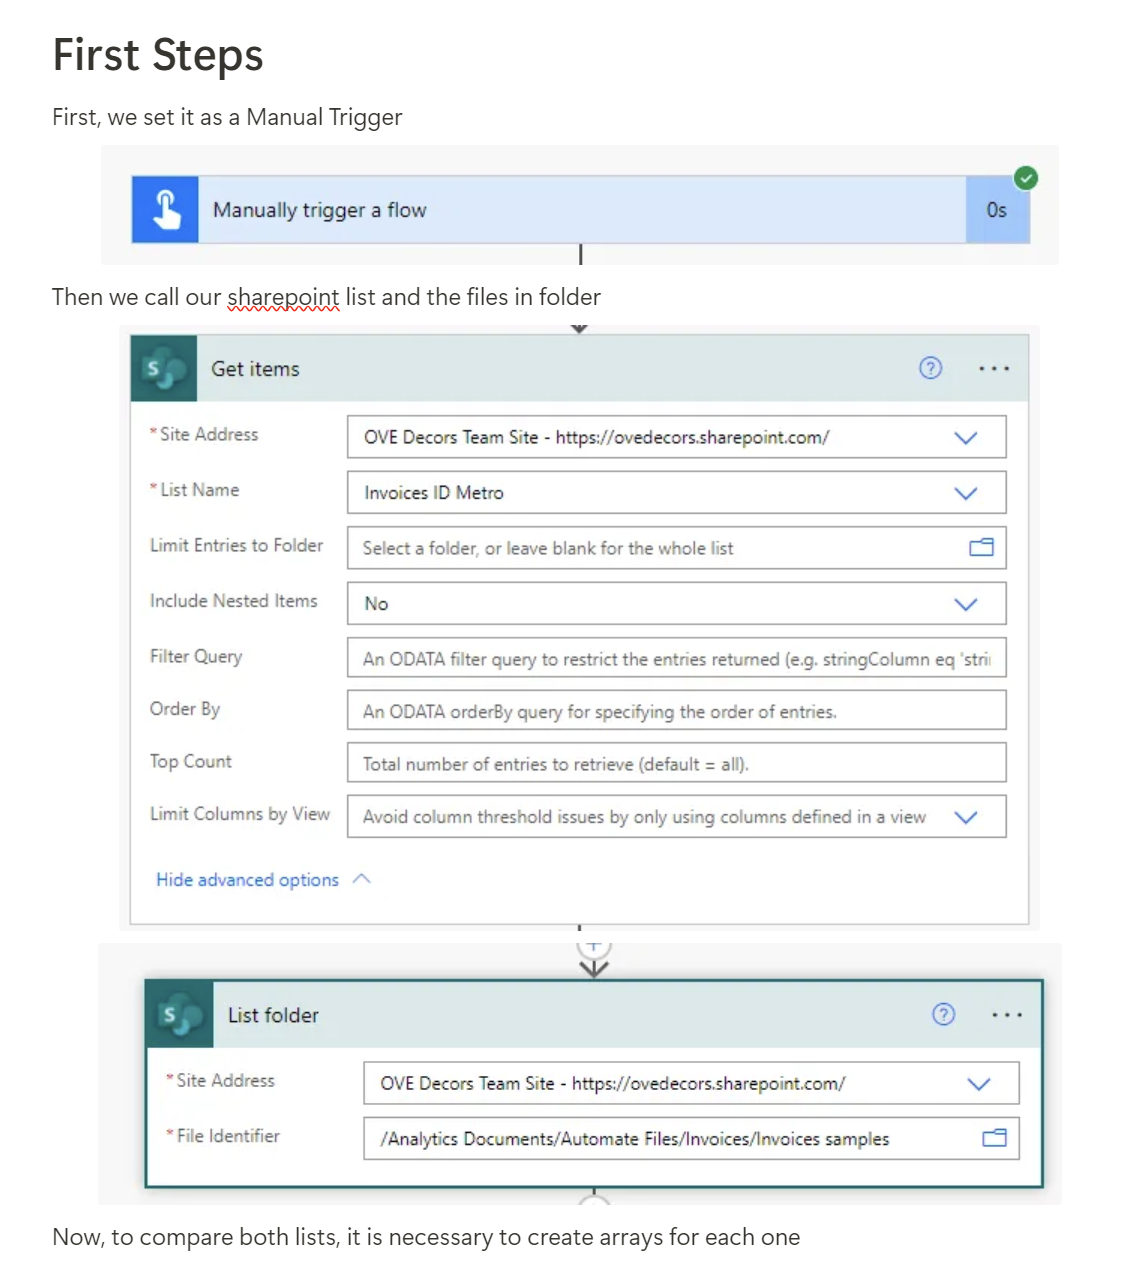 First Steps
First, we set it as a Manual Trigger
Manually trigger a flow
0s
Then we call our sharepoint list and the files in folder
S
Get items
?
* Site Address
OVE Decors Team Site - https://ovedecors.sharepoint.com/
* List Name
Invoices ID Metro
Limit Entries to Folder
Select a folder, or leave blank for the whole list
Include Nested Items
No
Filter Query
An ODATA filter query to restrict the entries returned (e.g. stringColumn eq 'stri
Order By
An ODATA orderBy query for specifying the order of entries.
Top Count
Total number of entries to retrieve (default = all).
Limit Columns by View
Avoid column threshold issues by only using columns defined in a view
Hide advanced options
S
List folder
?
* Site Address
OVE Decors Team Site - https://ovedecors.sharepoint.com/
* File Identifier
/Analytics Documents/Automate Files/Invoices/Invoices samples
Now, to compare both lists, it is necessary to create arrays for each one